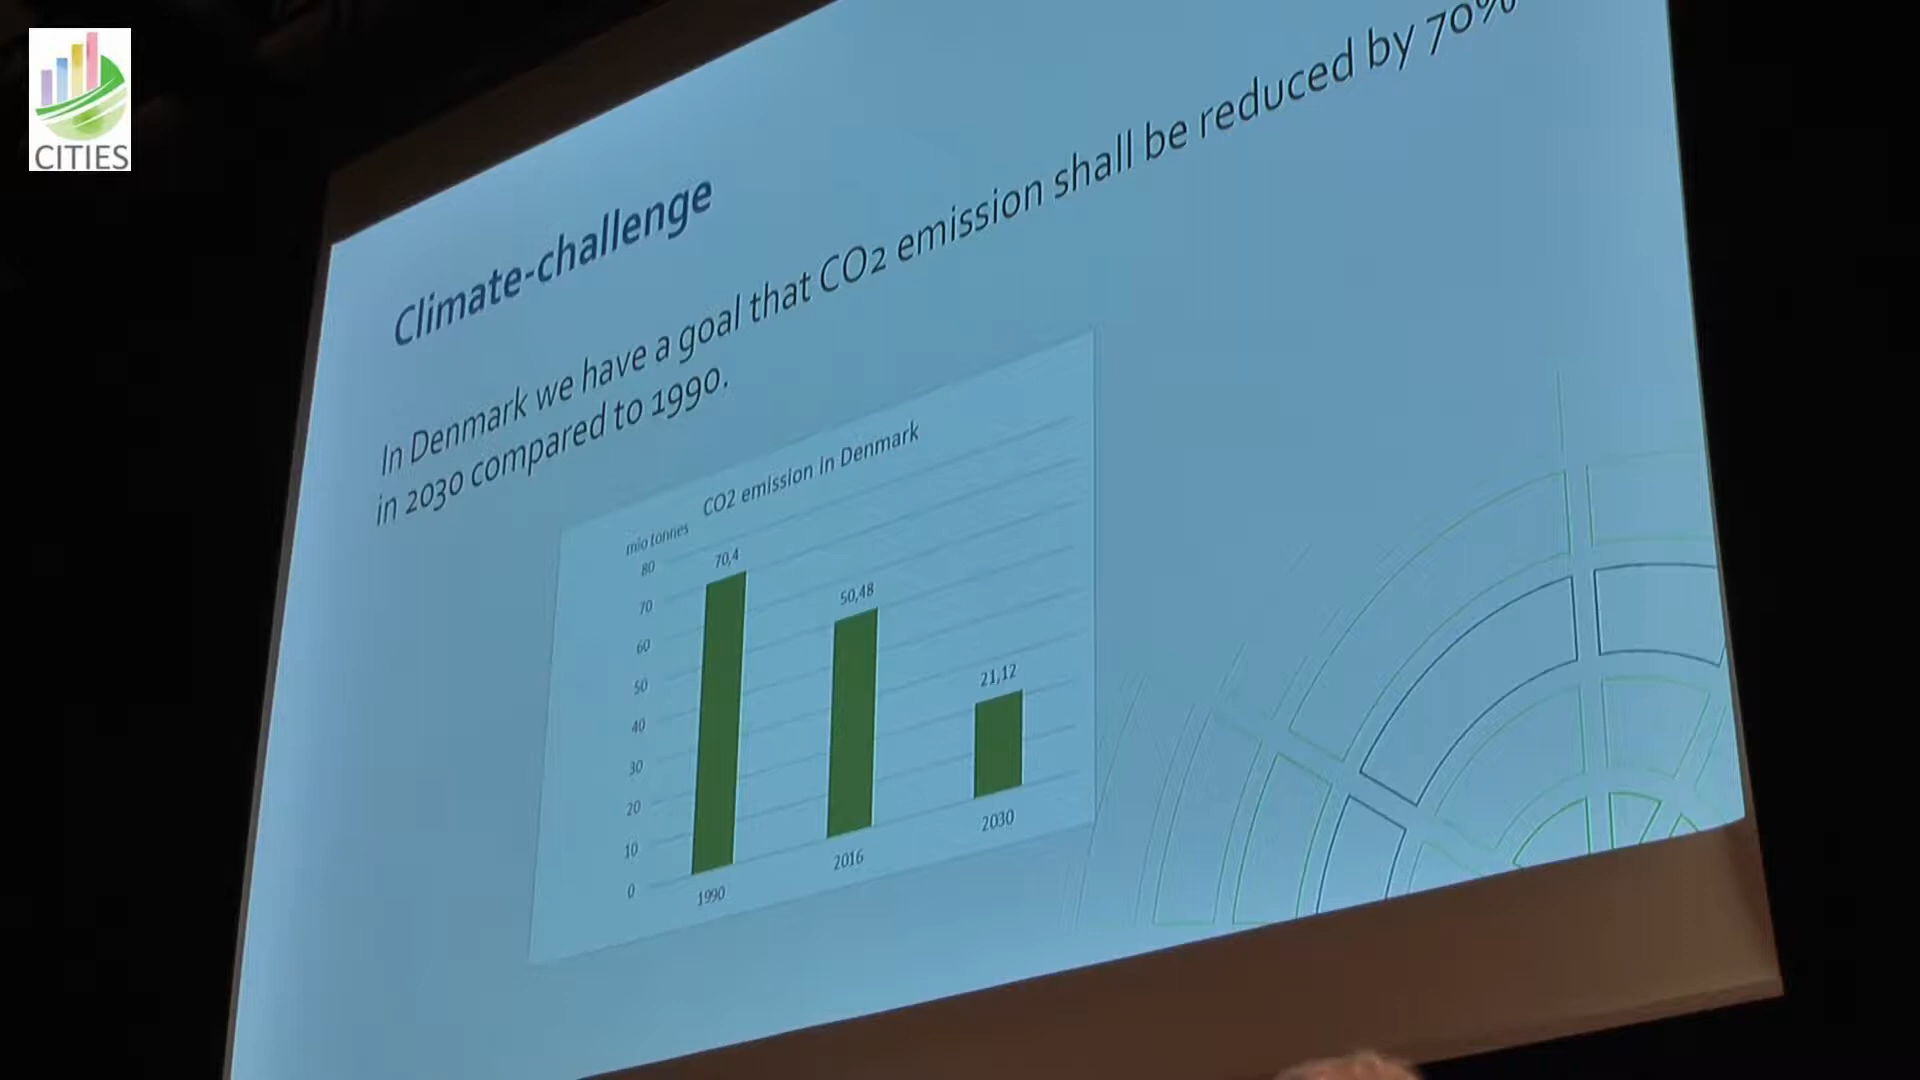 CITIES
Climate-challenge
In Denmark we have a goal that CO2 emission shall be reduced by 70%
in 2030 compared to 1990.
CO2 emission in Denmark
mio tonnes
80
70
60
50
40
30
20
10
0
70,4
50,48
21,12
1990
2016
2030